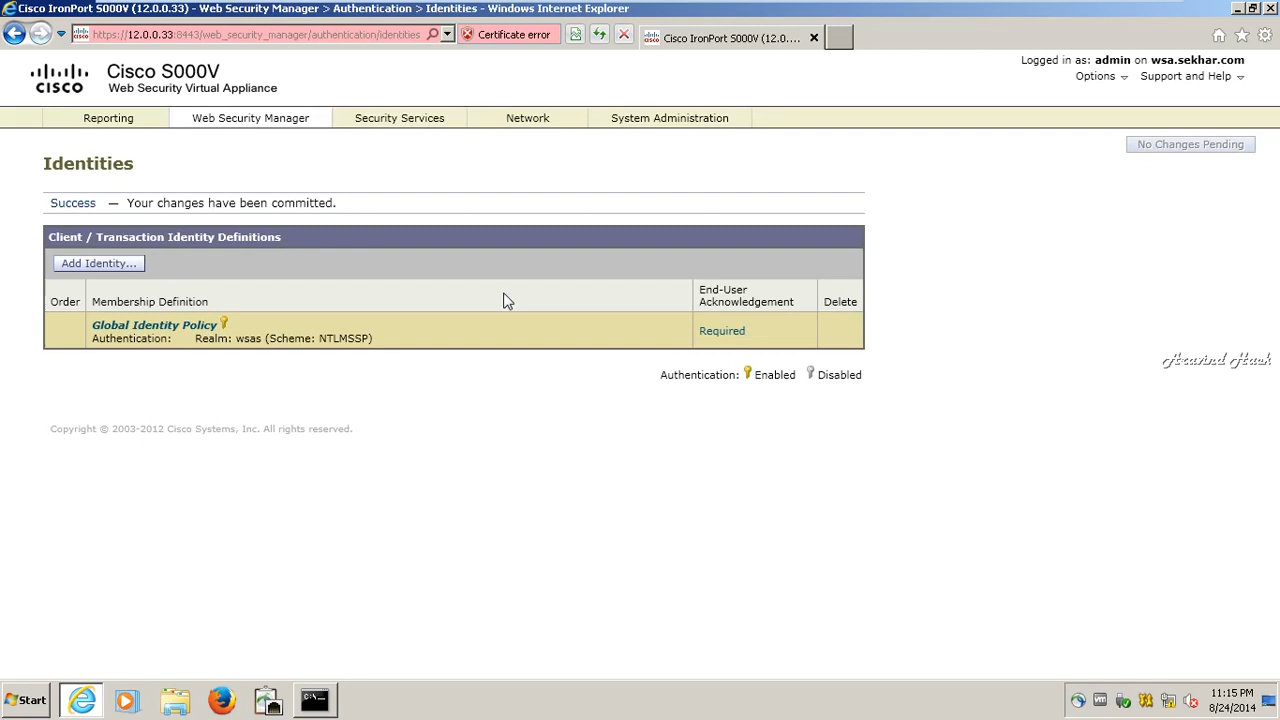 Cisco IronPort S000V (12.0.0.33) - Web Security Manager > Authentication > Identities - Windows Internet Explorer
https://12.0.0.33:8443/web_security_manager/authentication/identities
Certificate error
Cisco IronPort S000V (12.0....
CISCO
Cisco S000V
Web Security Virtual Appliance
Logged in as: admin on wsa.sekhar.com
Options
Support and Help
Reporting
Web Security Manager
Security Services
Network
System Administration
No Changes Pending
Identities
Success — Your changes have been committed.
Client / Transaction Identity Definitions
Add Identity...
Order
Membership Definition
End-User
Acknowledgement
Delete
Global Identity Policy
Authentication: Realm: wsas (Scheme: NTLMSSP)
Required
Authentication: Enabled Disabled
Aravind Hack
Copyright © 2003-2012 Cisco Systems, Inc. All rights reserved.
Start
C:\.
11:15 PM
8/24/2014